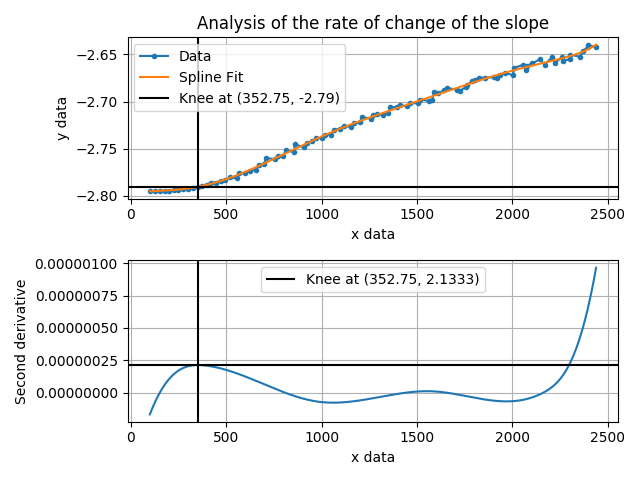 Analysis of the rate of change of the slope
y data
−2.65
−2.70
−2.75
−2.80
Data
Spline Fit
Knee at (352.75, -2.79)
0
500
1000
1500
2000
2500
x data
Second derivative
0.00000100
0.00000075
0.00000050
0.00000025
0.00000000
Knee at (352.75, 2.1333)
0
500
1000
1500
2000
2500
x data